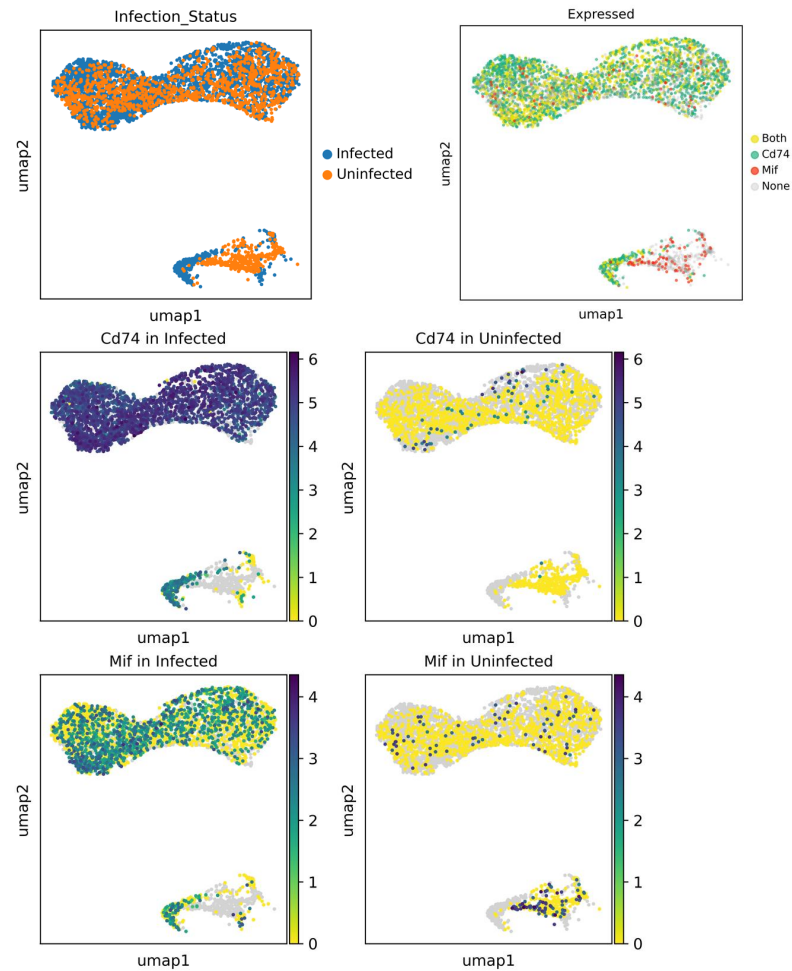 Infection_Status
umap2
umap1
Infected
Uninfected
Expressed
umap2
umap1
Both
Cd74
Mif
None
Cd74 in Infected
umap2
umap1
6
5
4
3
2
1
0
Cd74 in Uninfected
umap2
umap1
6
5
4
3
2
1
0
Mif in Infected
umap2
umap1
4
3
2
1
0
Mif in Uninfected
umap2
umap1
4
3
2
1
0